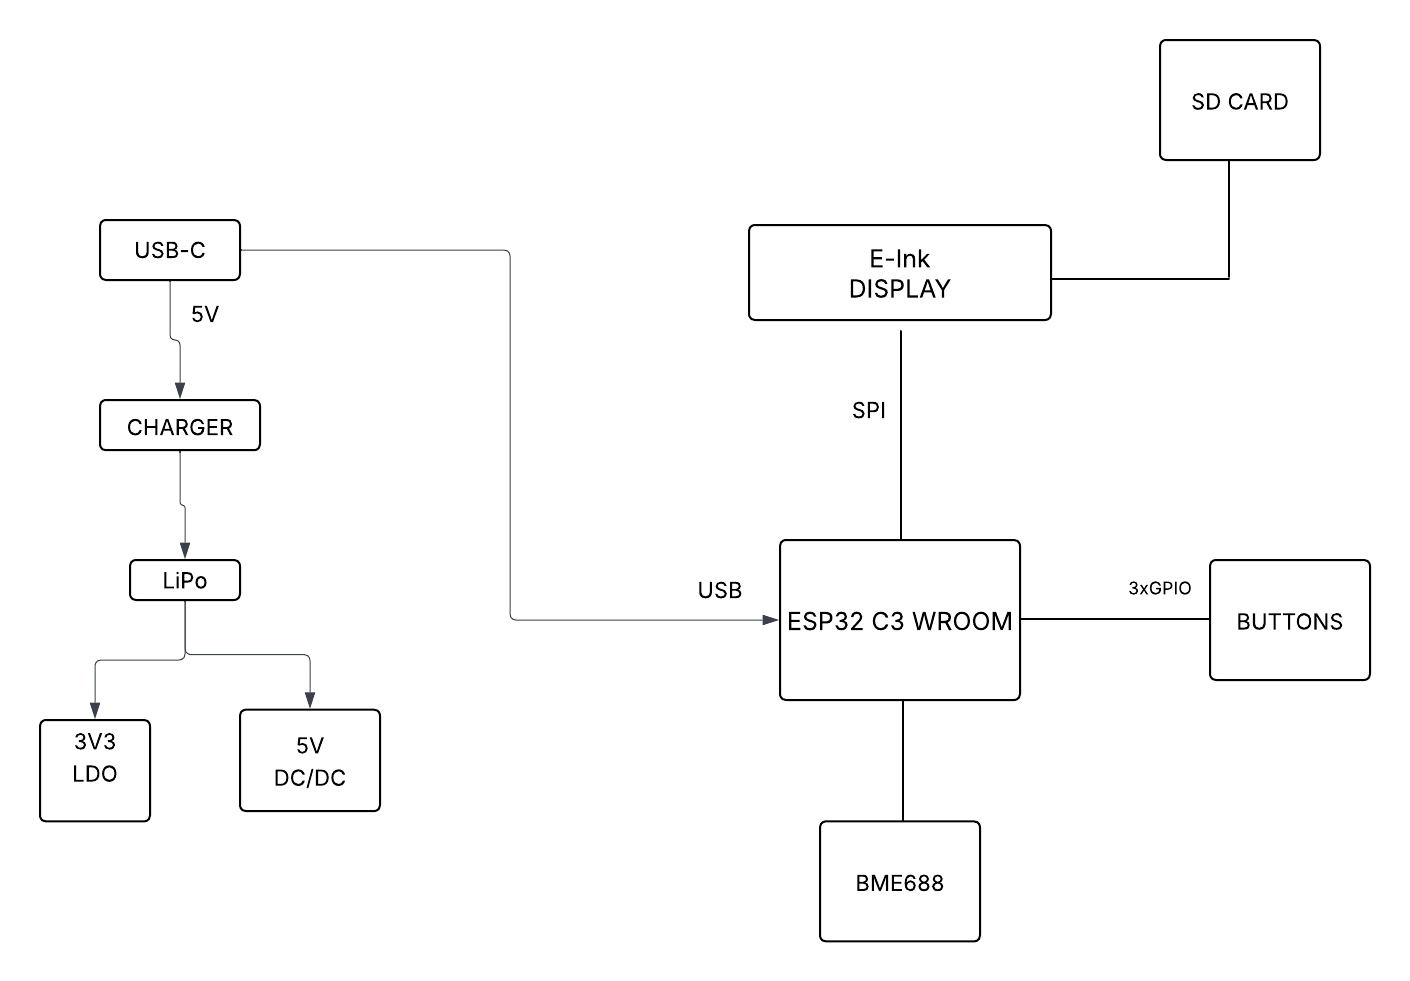 SD CARD
USB-C
E-Ink
DISPLAY
5V
SPI
CHARGER
LiPo
USB
3xGPIO
ESP32 C3 WROOM
BUTTONS
3V3
LDO
5V
DC/DC
BME688